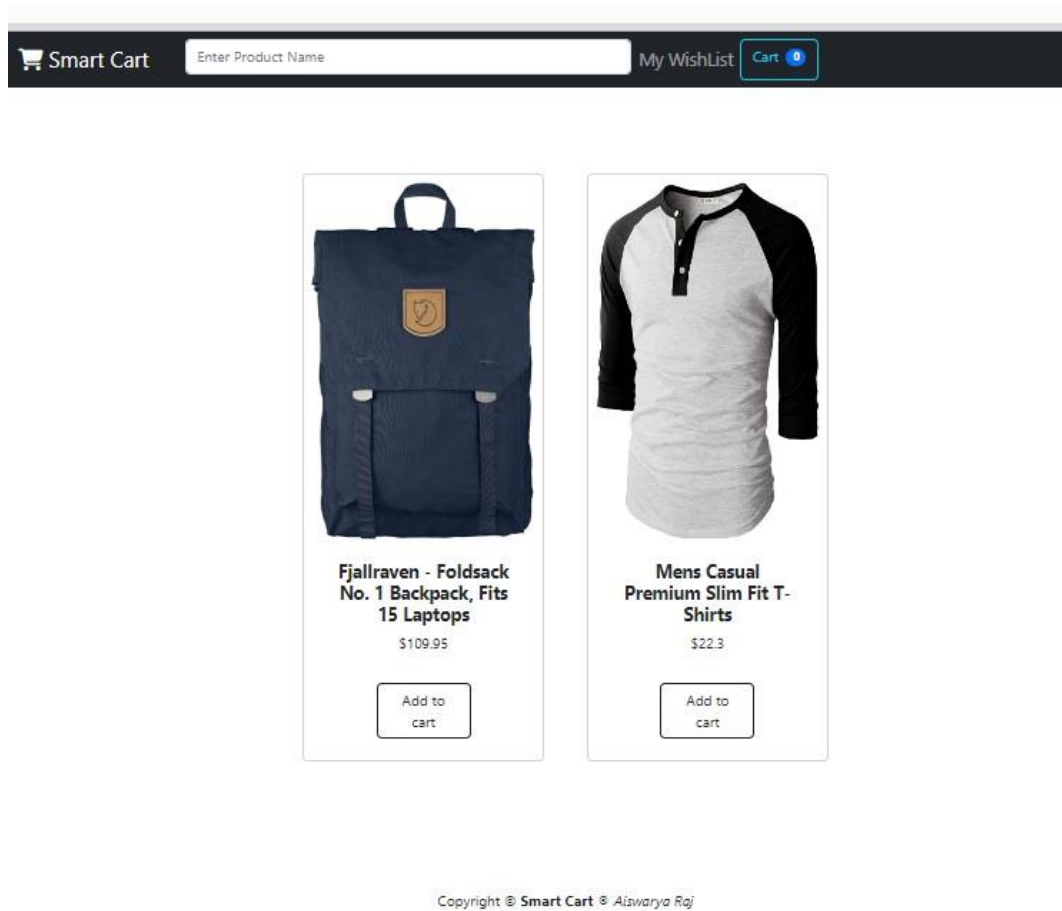 Smart Cart
Enter Product Name
My WishList
Cart 0
Fjallraven - Foldsack
No. 1 Backpack, Fits
15 Laptops
$109.95
Add to
cart
Mens Casual
Premium Slim Fit T-
Shirts
$22.3
Add to
cart
Copyright © Smart Cart ® Aiswarya Raj